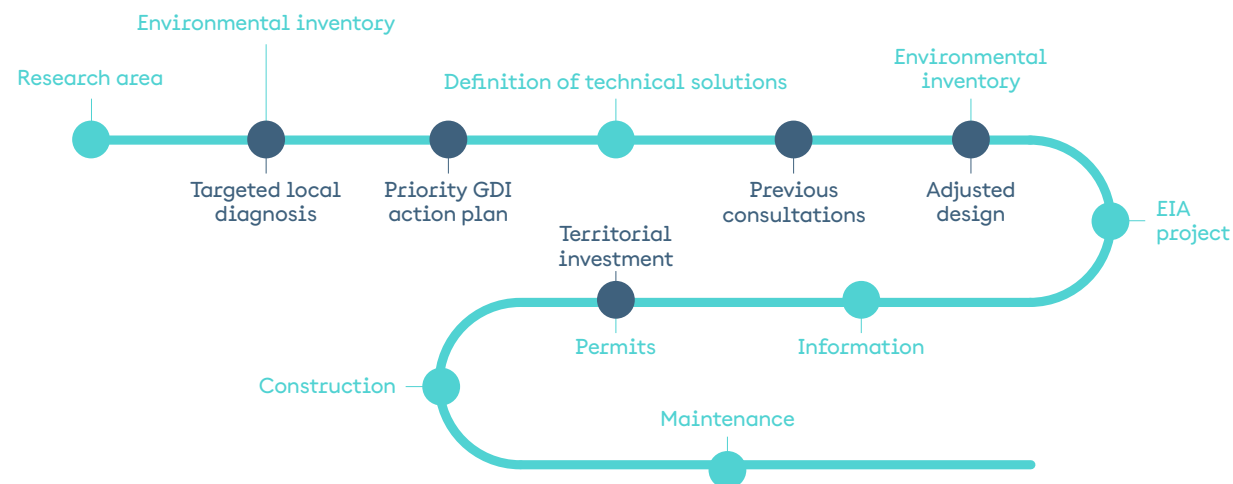 Environmental inventory
Research area
Definition of technical solutions
Environmental
inventory
Targeted local
diagnosis
Priority GDI
action plan
Previous
consultations
Adjusted
design
EIA
project
Territorial
investment
Permits
Information
Construction
Maintenance